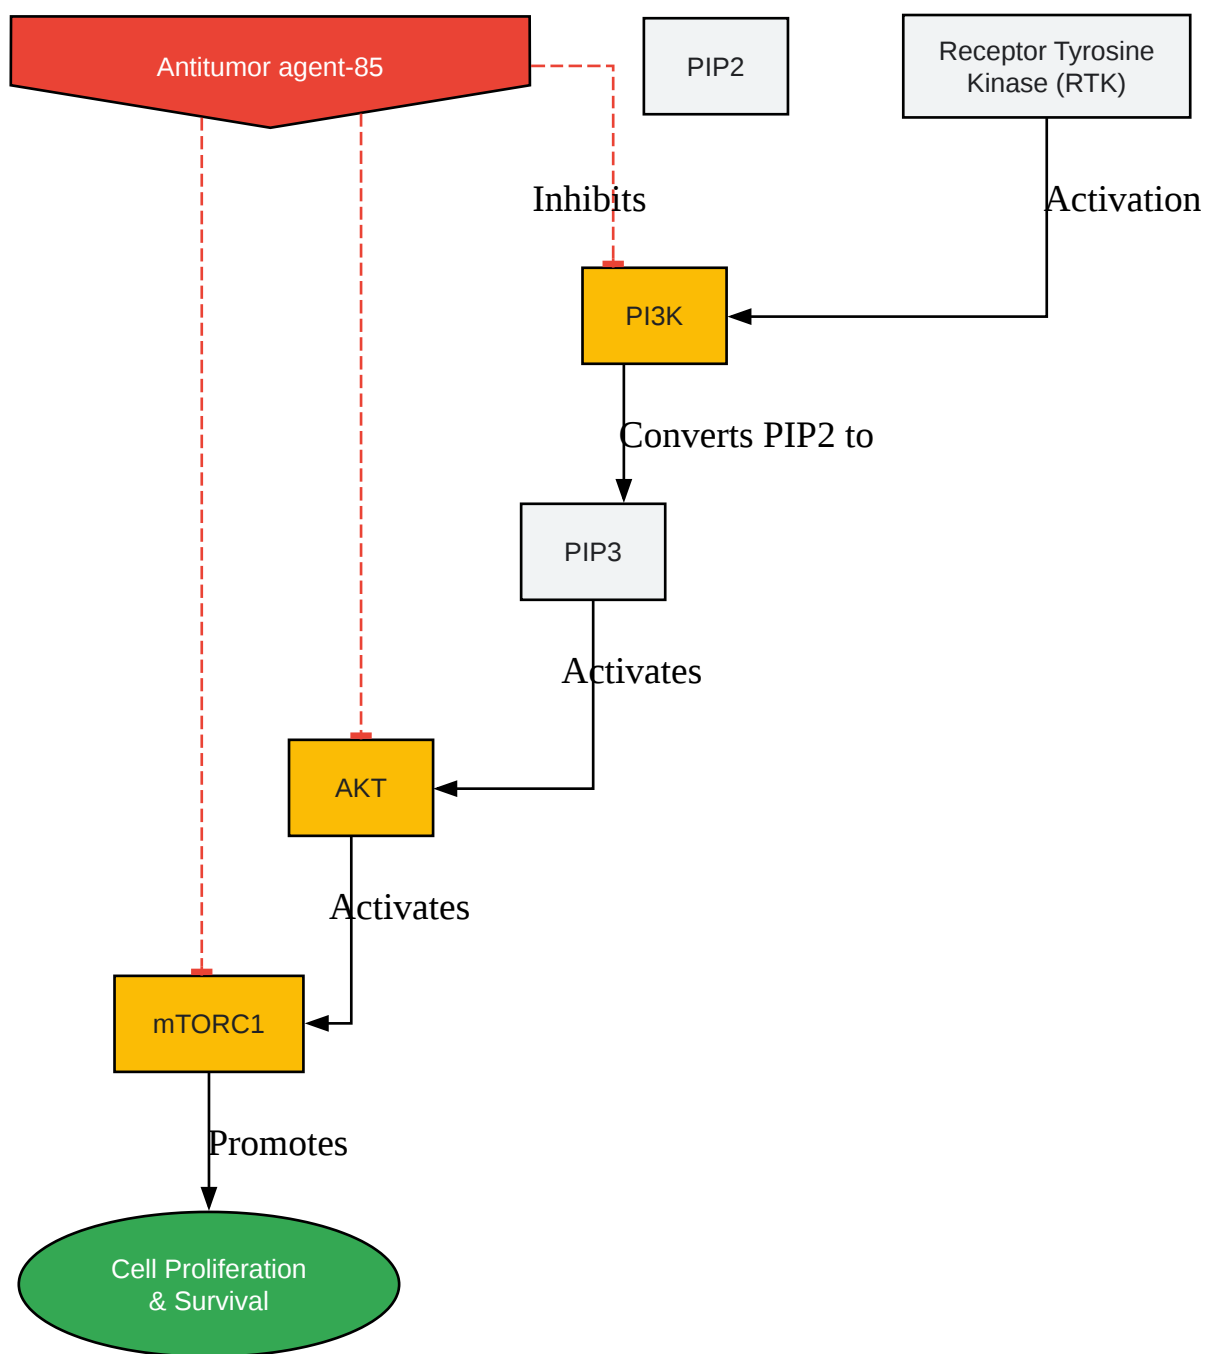 Antitumor agent-85
PIP2
Receptor Tyrosine
Kinase (RTK)
Inhibits
Activation
PI3K
Converts PIP2 to
PIP3
Activates
AKT
Activates
mTORC1
Promotes
Cell Proliferation
& Survival